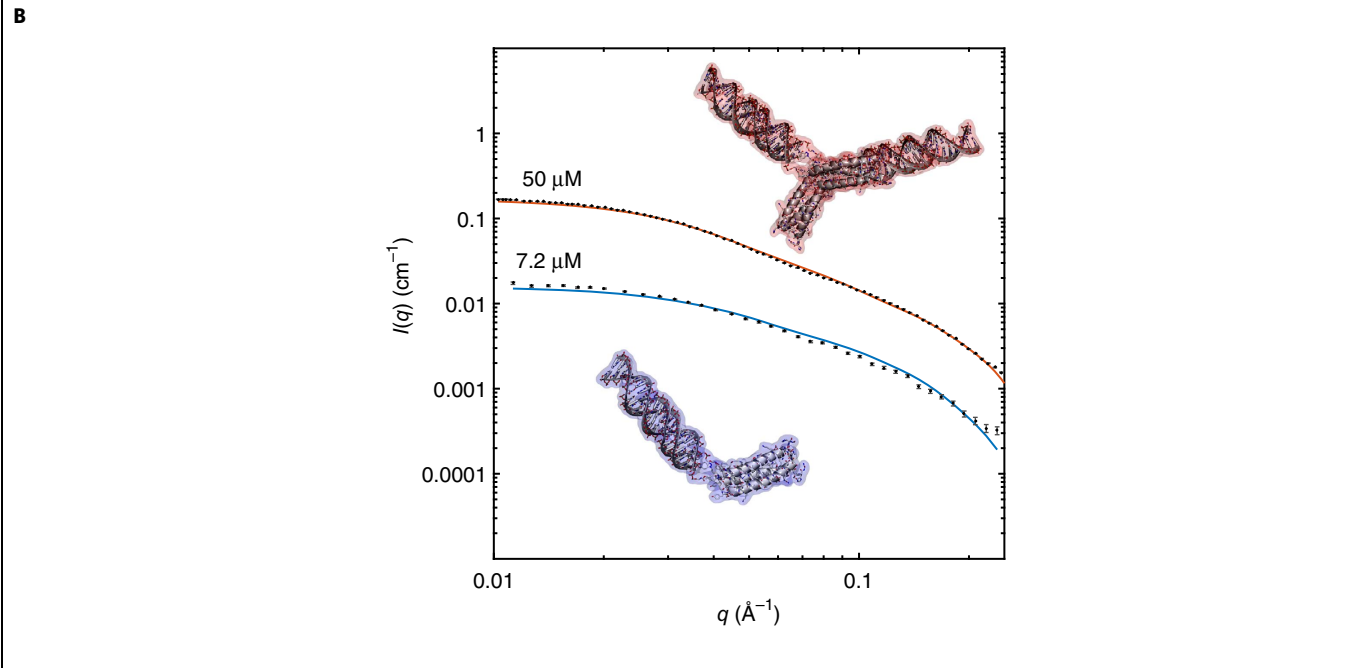 B
50 μM
7.2 μM
1
0.1
0.01
0.001
0.0001
I(q) (cm⁻¹)
0.01
0.1
q (Å⁻¹)